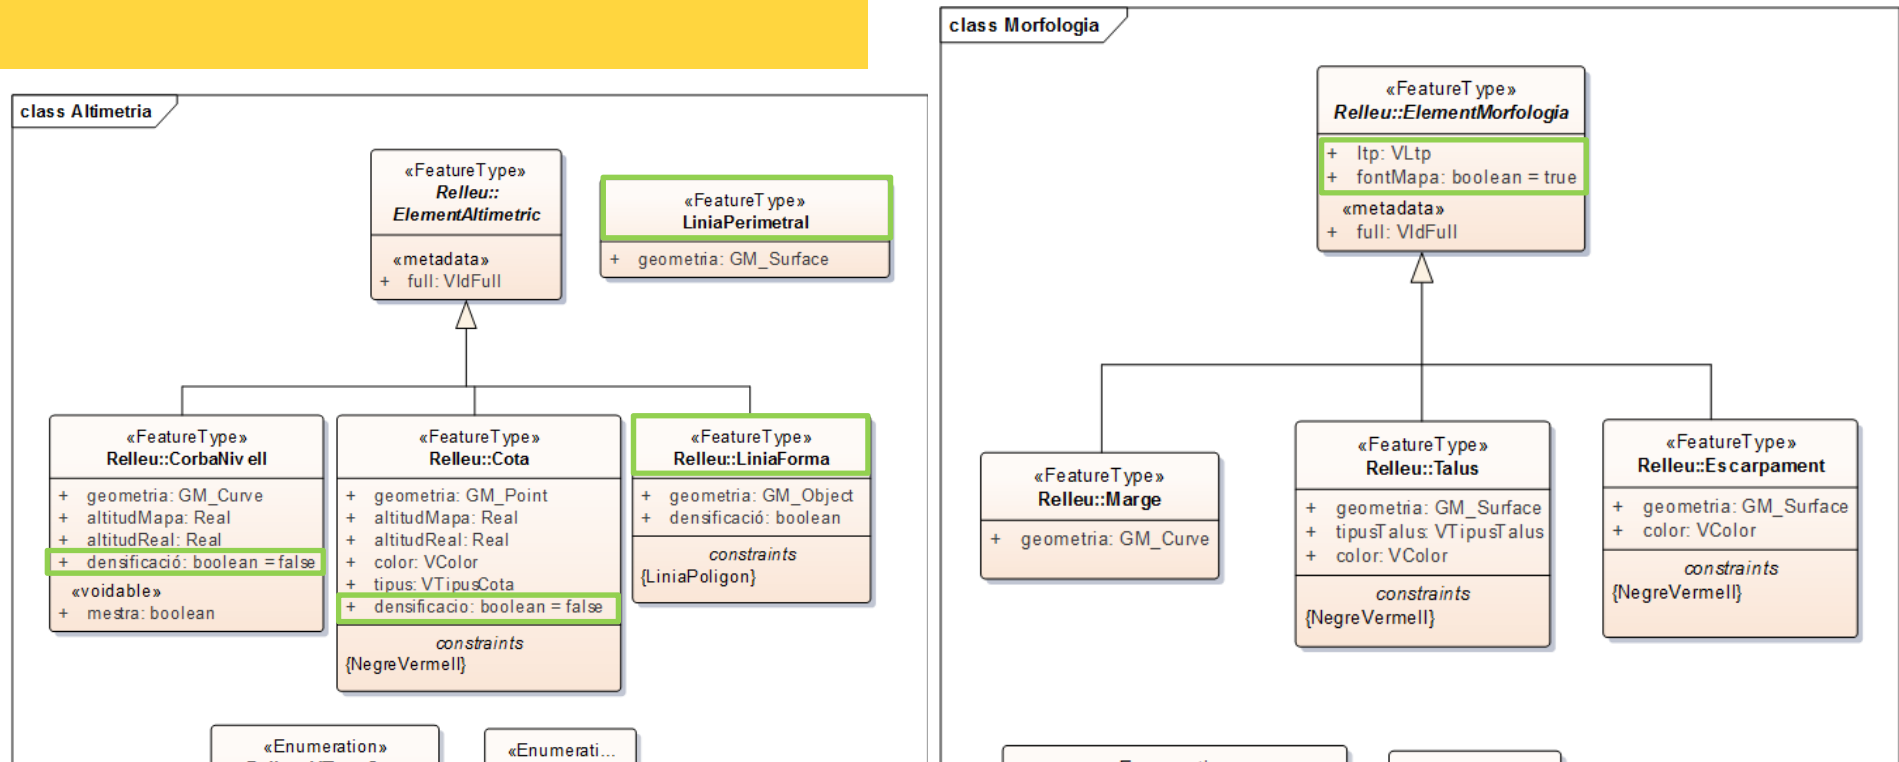 class Altimetria
«FeatureType»
Relleu::
ElementAltimetric
«metadata»
+ full: VIdFull
«FeatureType»
LiniaPerimetral
+ geometria: GM_Surface
«FeatureType»
Relleu::CorbaNivell
+ geometria: GM_Curve
+ altitudMapa: Real
+ altitudReal: Real
+ densificació: boolean = false
«voidable»
+ mestra: boolean
«FeatureType»
Relleu::Cota
+ geometria: GM_Point
+ altitudMapa: Real
+ altitudReal: Real
+ color: VColor
+ tipus: VTipusCota
+ densificacio: boolean = false
constraints
{NegreVermell}
«FeatureType»
Relleu::LiniaForma
+ geometria: GM_Object
+ densificació: boolean
constraints
{LiniaPoligon}
«Enumeration»
«Enumerati...
class Morfologia
«FeatureType»
Relleu::ElementMorfologia
+ ltp: VLtp
+ fontMapa: boolean = true
«metadata»
+ full: VIdFull
«FeatureType»
Relleu::Marge
+ geometria: GM_Curve
«FeatureType»
Relleu::Talus
+ geometria: GM_Surface
+ tipusTalus: VTipusTalus
+ color: VColor
constraints
{NegreVermell}
«FeatureType»
Relleu::Escarpament
+ geometria: GM_Surface
+ color: VColor
constraints
{NegreVermell}